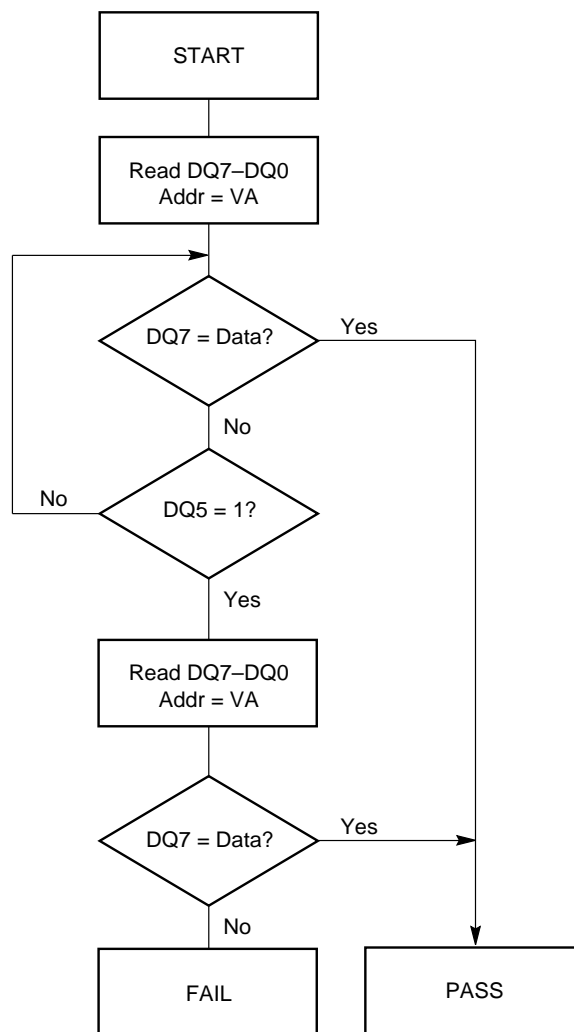 START
Read DQ7–DQ0
Addr = VA
DQ7 = Data?
Yes
No
No
DQ5 = 1?
Yes
Read DQ7–DQ0
Addr = VA
DQ7 = Data?
Yes
No
FAIL
PASS